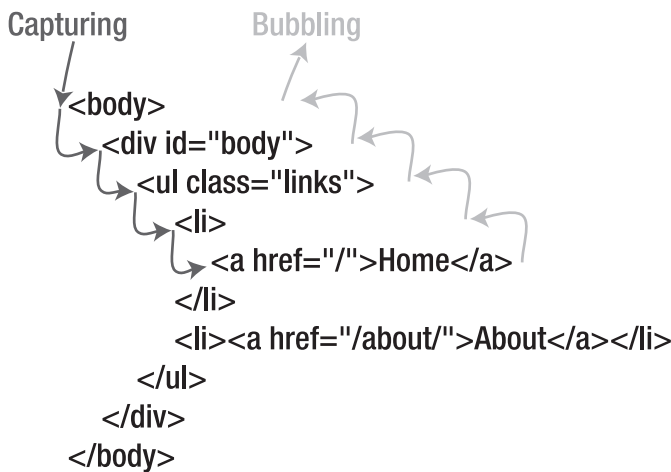 Capturing Bubbling
<body>
<div id="body">
<ul class="links">
<li>
<a href="/">Home</a>
</li>
<li><a href="/about/">About</a></li>
</ul>
</div>
</body>